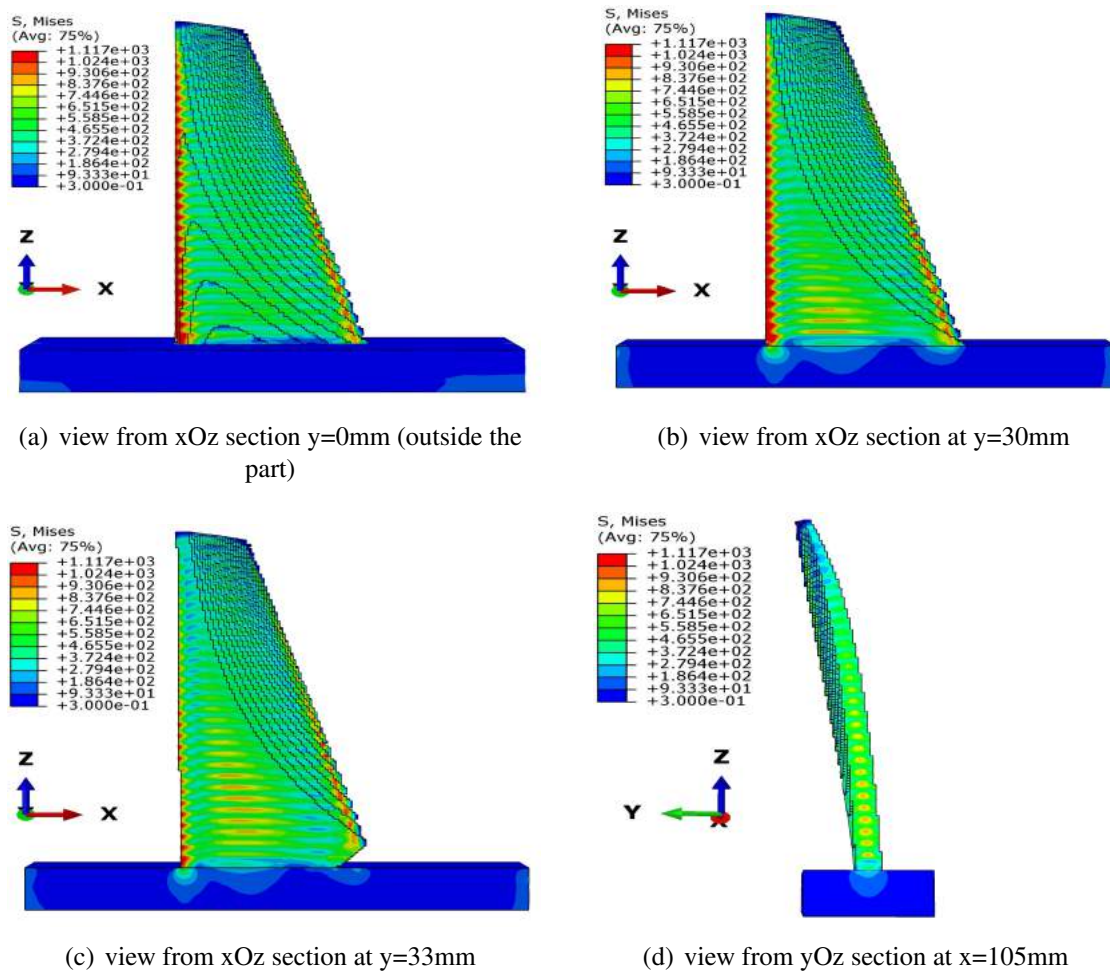 S, Mises
(Avg: 75%)
+1.117e+03
+1.024e+03
+9.306e+02
+8.376e+02
+7.446e+02
+6.515e+02
+5.585e+02
+4.655e+02
+3.724e+02
+2.794e+02
+1.864e+02
+9.333e+01
+3.000e-01
Z
X
(a) view from xOz section y=0mm (outside the
part)
S, Mises
(Avg: 75%)
+1.117e+03
+1.024e+03
+9.306e+02
+8.376e+02
+7.446e+02
+6.515e+02
+5.585e+02
+4.655e+02
+3.724e+02
+2.794e+02
+1.864e+02
+9.333e+01
+3.000e-01
Z
X
(b) view from xOz section at y=30mm
S, Mises
(Avg: 75%)
+1.117e+03
+1.024e+03
+9.306e+02
+8.376e+02
+7.446e+02
+6.515e+02
+5.585e+02
+4.655e+02
+3.724e+02
+2.794e+02
+1.864e+02
+9.333e+01
+3.000e-01
Z
X
(c) view from xOz section at y=33mm
S, Mises
(Avg: 75%)
+1.117e+03
+1.024e+03
+9.306e+02
+8.376e+02
+7.446e+02
+6.515e+02
+5.585e+02
+4.655e+02
+3.724e+02
+2.794e+02
+1.864e+02
+9.333e+01
+3.000e-01
Z
Y X
(d) view from yOz section at x=105mm